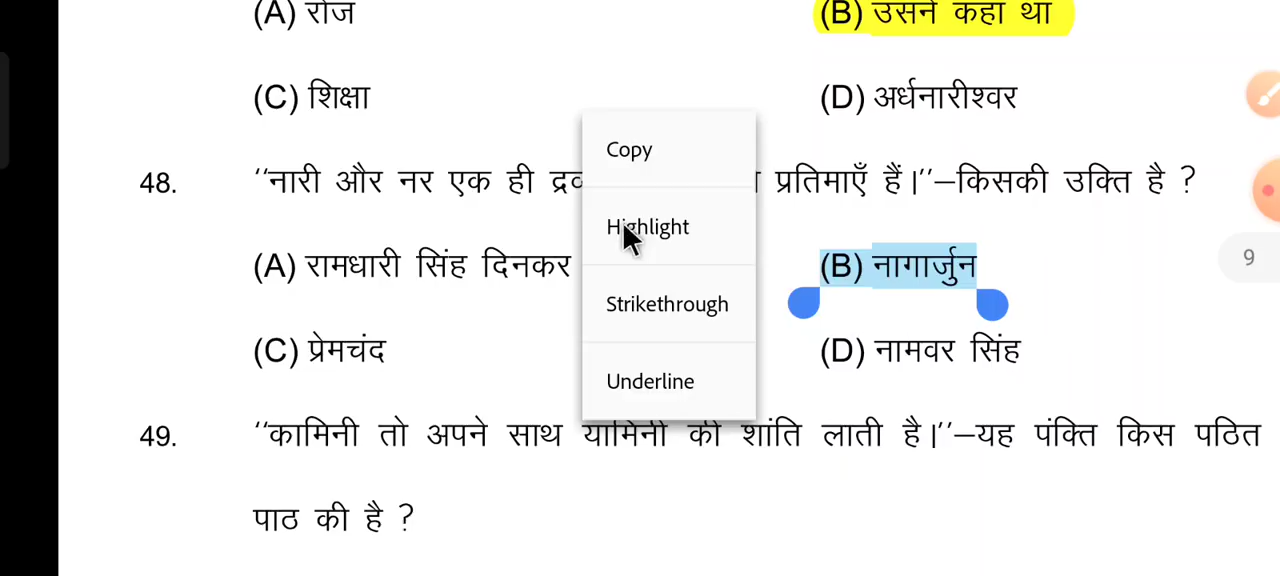 (A) रोज (B) उसने कहा था
(C) शिक्षा (D) अर्धनारीश्वर
Copy
48. ‘‘नारी और नर एक ही प्रतिमाएँ हैं।’’–किसकी उक्ति है ?
Highlight
(A) रामधारी सिंह दिनकर (B) नागार्जुन
9
Strikethrough
(C) प्रेमचंद (D) नामवर सिंह
Underline
49. ‘‘कामिनी तो अपने साथ यामिनी की शांति लाती है।’’–यह पंक्ति किस पठित
पाठ की है ?